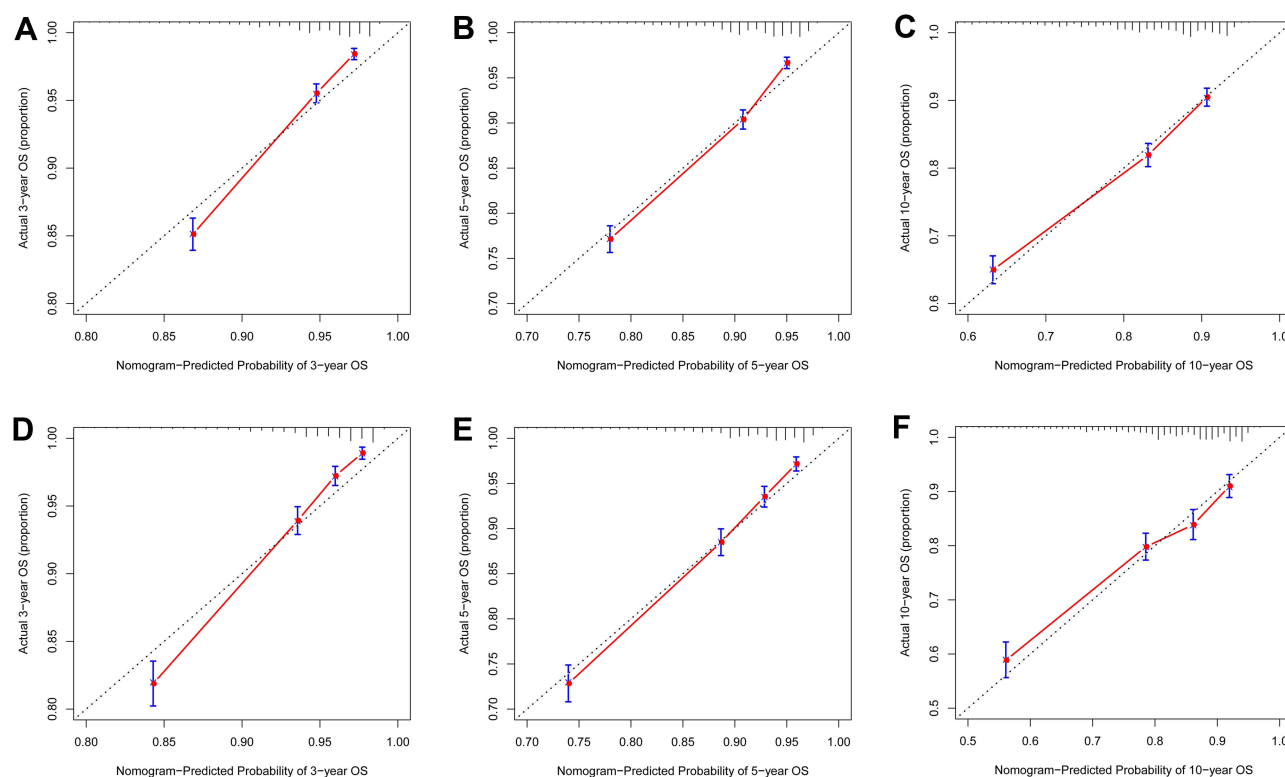 A
Actual 3−year OS (proportion)
0.80 0.85 0.90 0.95 1.00
0.80 0.85 0.90 0.95 1.00
Nomogram−Predicted Probability of 3−year OS
B
Actual 5−year OS (proportion)
0.70 0.75 0.80 0.85 0.90 0.95 1.00
0.70 0.75 0.80 0.85 0.90 0.95 1.00
Nomogram−Predicted Probability of 5−year OS
C
Actual 10−year OS (proportion)
0.6 0.7 0.8 0.9 1.0
0.6 0.7 0.8 0.9 1.0
Nomogram−Predicted Probability of 10−year OS
D
Actual 3−year OS (proportion)
0.80 0.85 0.90 0.95 1.00
0.80 0.85 0.90 0.95 1.00
Nomogram−Predicted Probability of 3−year OS
E
Actual 5−year OS (proportion)
0.70 0.75 0.80 0.85 0.90 0.95 1.00
0.70 0.75 0.80 0.85 0.90 0.95 1.00
Nomogram−Predicted Probability of 5−year OS
F
Actual 10−year OS (proportion)
0.5 0.6 0.7 0.8 0.9 1.0
0.5 0.6 0.7 0.8 0.9 1.0
Nomogram−Predicted Probability of 10−year OS